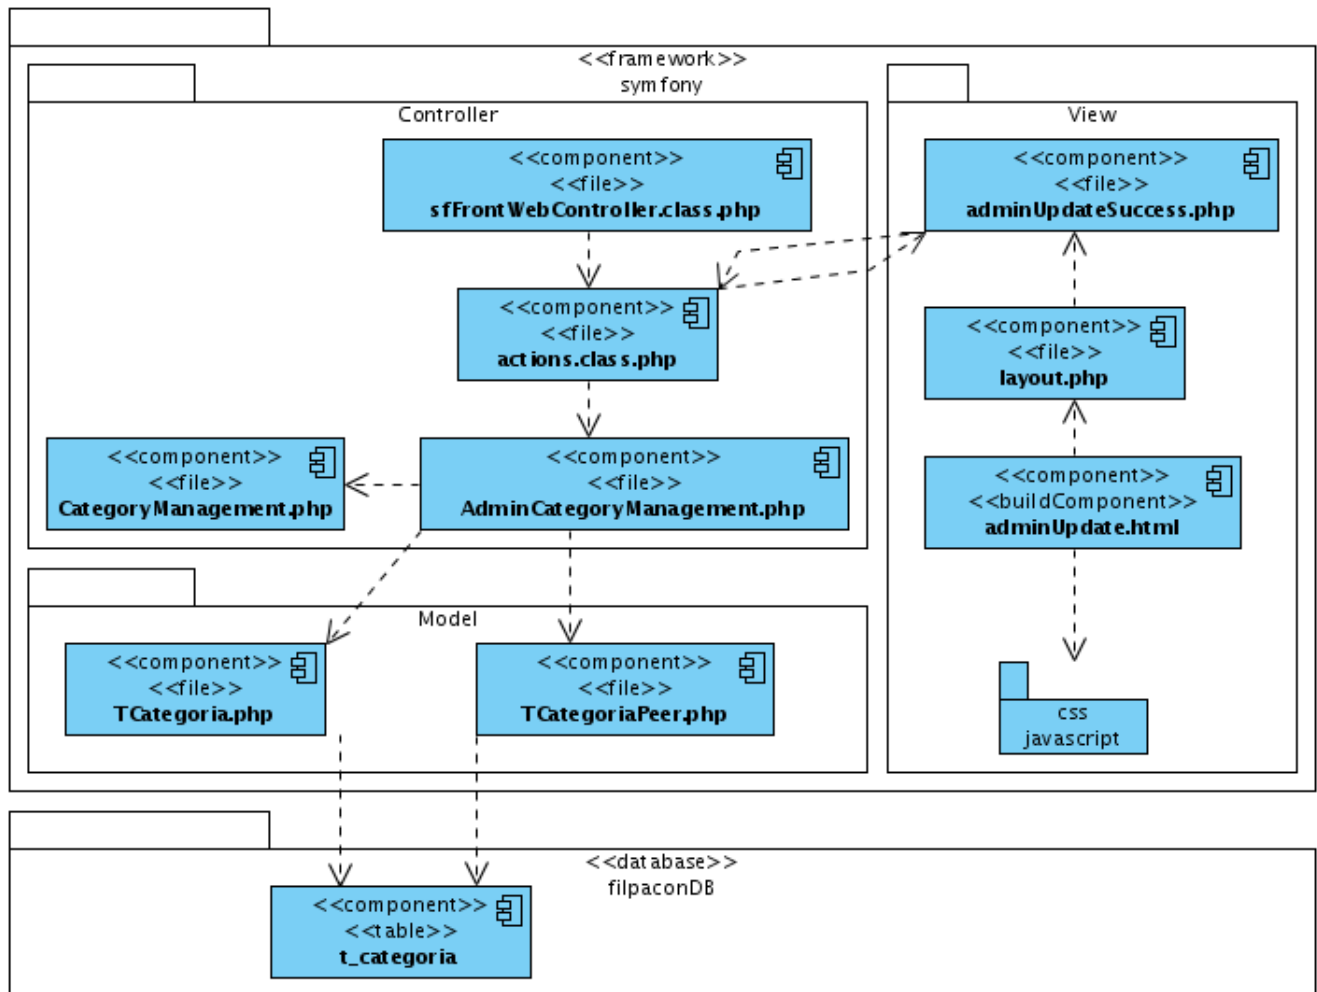 <<framework>>
symfony
Controller
<<component>>
<<file>>
sfFrontWebController.class.php
<<component>>
<<file>>
actions.class.php
<<component>>
<<file>>
CategoryManagement.php
<<component>>
<<file>>
AdminCategoryManagement.php
View
<<component>>
<<file>>
adminUpdateSuccess.php
<<component>>
<<file>>
layout.php
<<component>>
<<buildComponent>>
adminUpdate.html
css
javascript
Model
<<component>>
<<file>>
TCategoria.php
<<component>>
<<file>>
TCategoriaPeer.php
<<database>>
filpaconDB
<<component>>
<<table>>
t_categoria